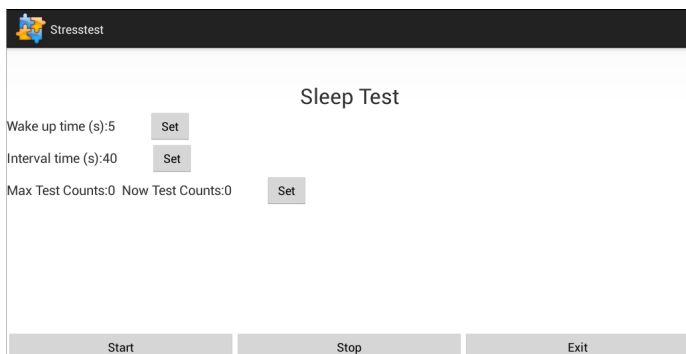 Stresstest
Sleep Test
Wake up time (s):5 Set
Interval time (s):40 Set
Max Test Counts:0 Now Test Counts:0 Set
Start Stop Exit